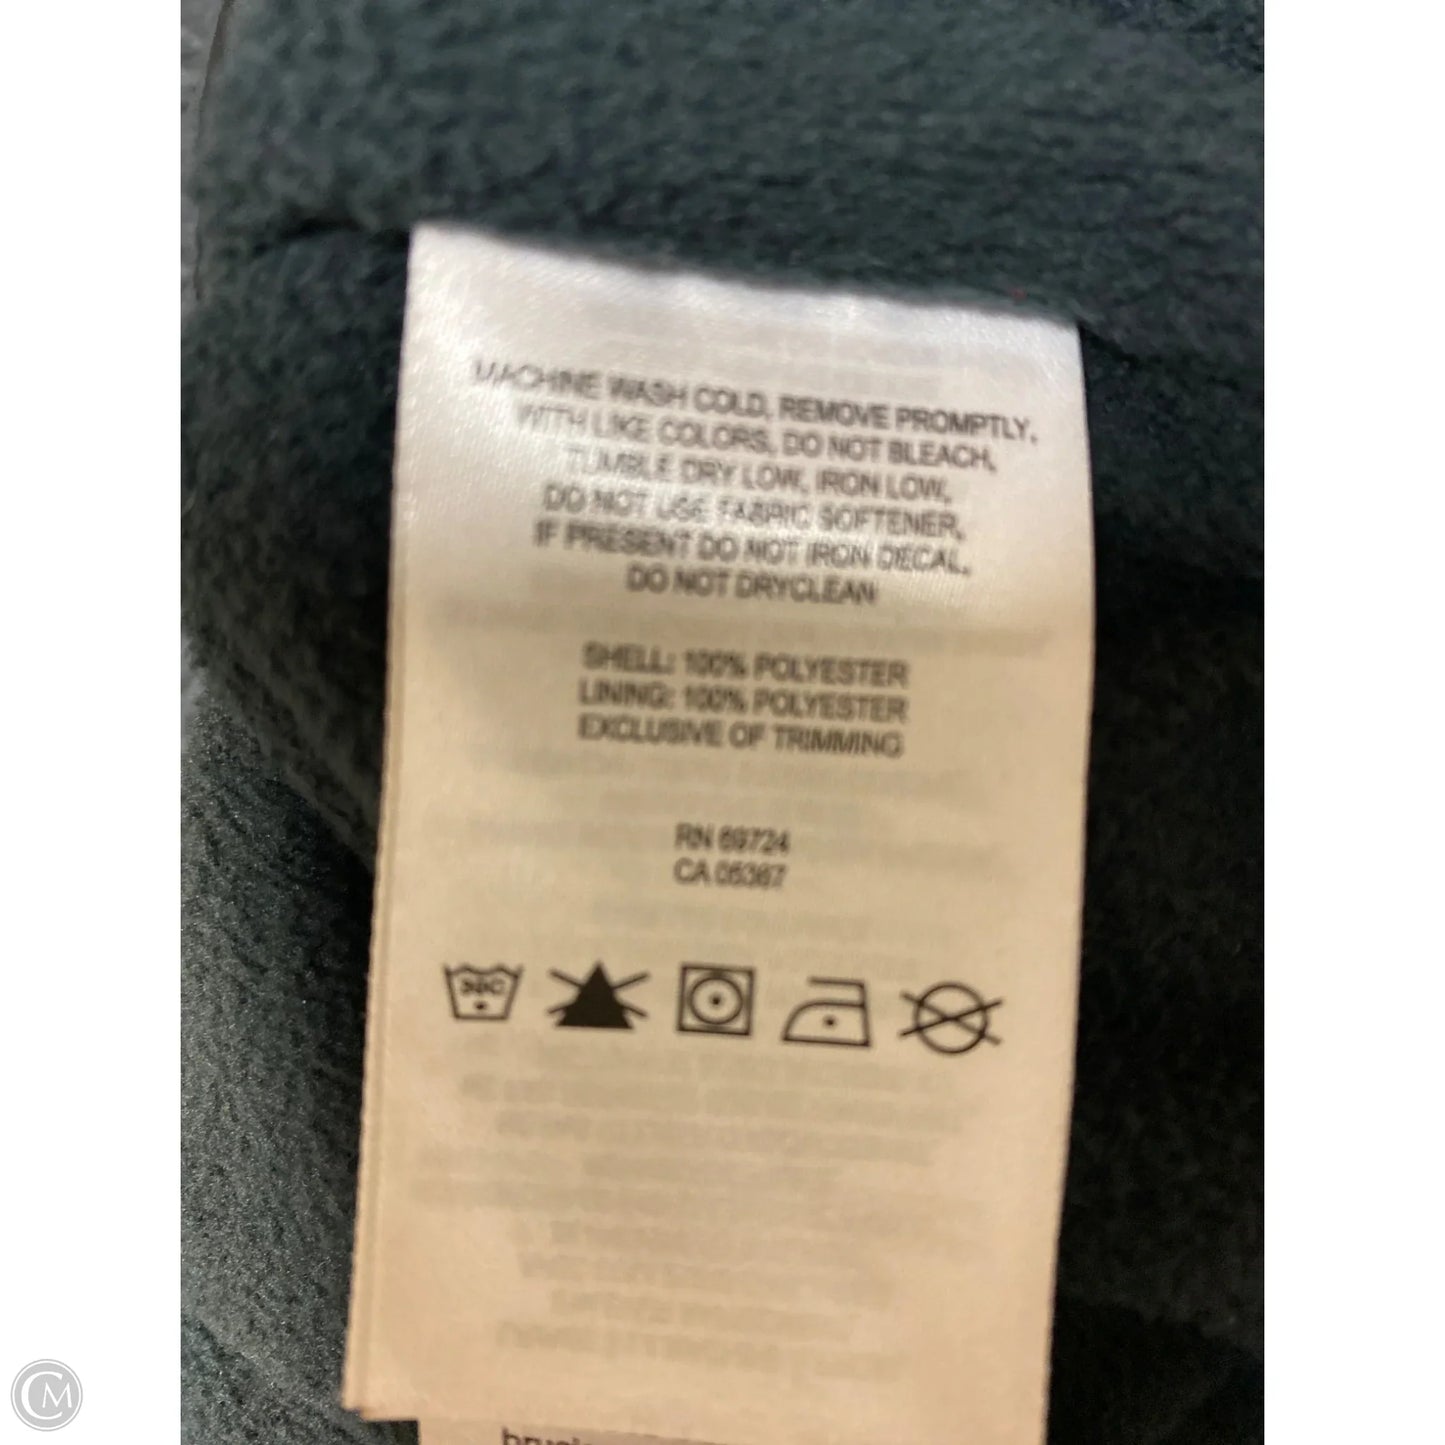 MACHINE WASH COLD, REMOVE PROMPTLY,
WITH LIKE COLORS, DO NOT BLEACH,
TUMBLE DRY LOW, IRON LOW,
DO NOT USE FABRIC SOFTENER,
IF PRESENT DO NOT IRON DECAL,
DO NOT DRYCLEAN
SHELL: 100% POLYESTER
LINING: 100% POLYESTER
EXCLUSIVE OF TRIMMING
RN 69724
CA 05367
30C
CM